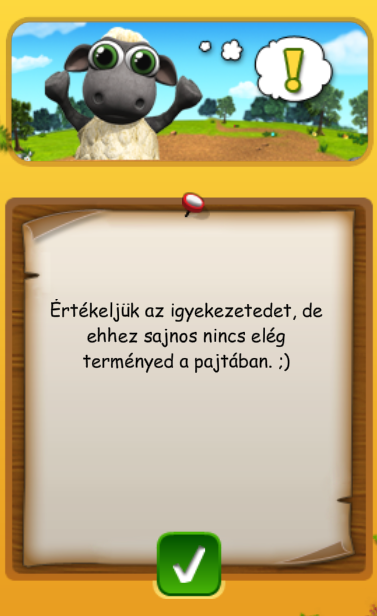 Értékeljük az igyekezetedet, de
ehhez sajnos nincs elég
terményed a pajtában. ;)